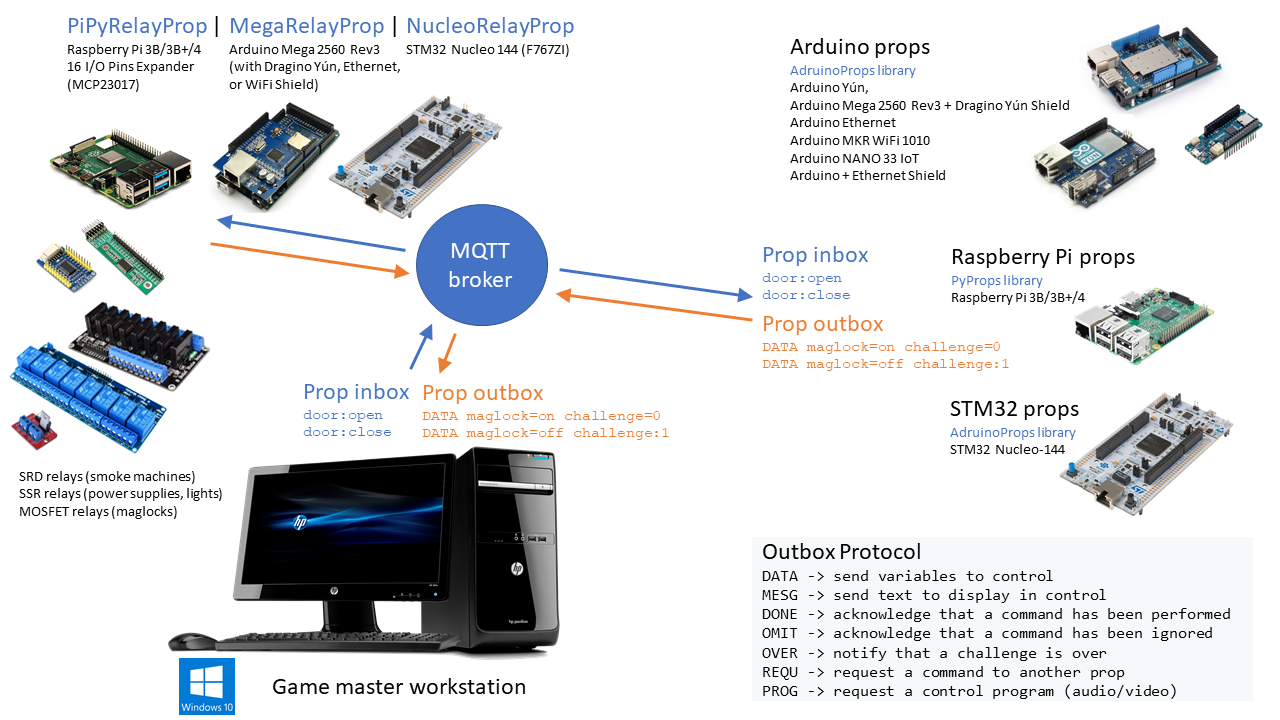 PiPyRelayProp | MegaRelayProp | NucleoRelayProp
Raspberry Pi 3B/3B+/4
16 I/O Pins Expander
(MCP23017)
Arduino Mega 2560 Rev3
(with Dragino Yún, Ethernet,
or WiFi Shield)
STM32 Nucleo 144 (F767ZI)
Arduino props
AdruinoProps library
Arduino Yún,
Arduino Mega 2560 Rev3 + Dragino Yún Shield
Arduino Ethernet
Arduino MKR WiFi 1010
Arduino NANO 33 IoT
Arduino + Ethernet Shield
MQTT
broker
Prop inbox
door:open
door:close
Prop outbox
DATA maglock=on challenge=0
DATA maglock=off challenge:1
Raspberry Pi props
PyProps library
Raspberry Pi 3B/3B+/4
Prop inbox
door:open
door:close
Prop outbox
DATA maglock=on challenge=0
DATA maglock=off challenge:1
STM32 props
AdruinoProps library
STM32 Nucleo-144
SRD relays (smoke machines)
SSR relays (power supplies, lights)
MOSFET relays (maglocks)
hp
hp
Windows 10
Game master workstation
Outbox Protocol
DATA -> send variables to control
MESG -> send text to display in control
DONE -> acknowledge that a command has been performed
OMIT -> acknowledge that a command has been ignored
OVER -> notify that a challenge is over
REQU -> request a command to another prop
PROG -> request a control program (audio/video)